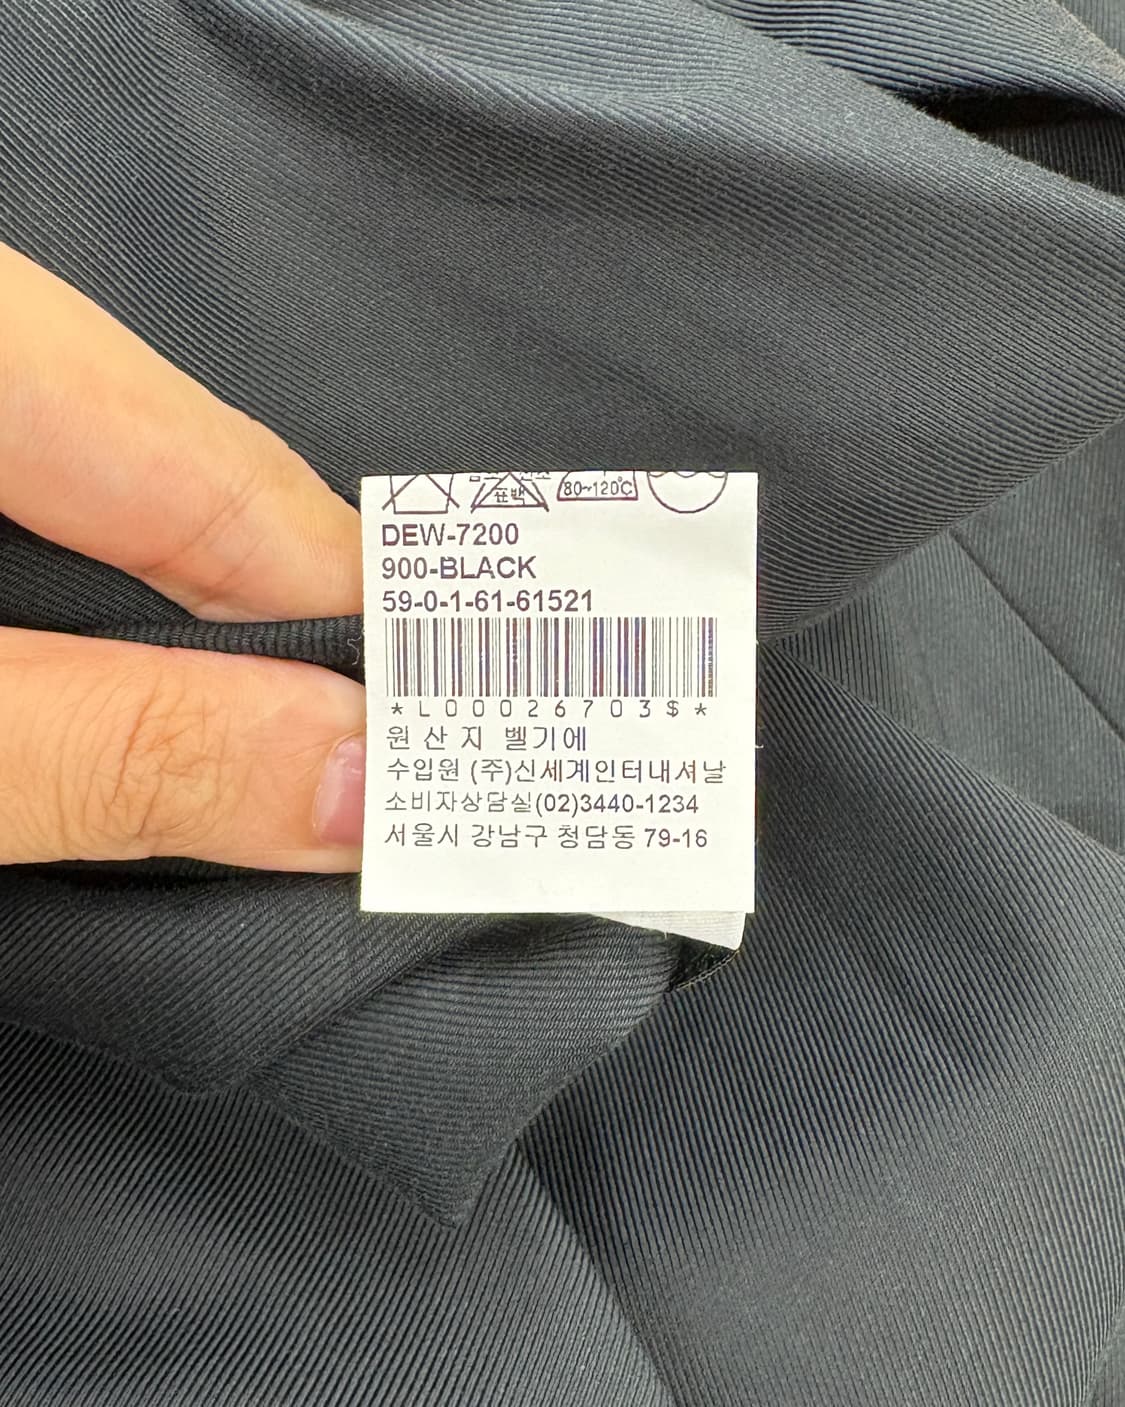 표백
80~120℃
DEW-7200
900-BLACK
59-0-1-61-61521
*L00026703$*
원 산 지 벨기에
수입원 (주)신세계인터내셔날
소비자상담실(02)3440-1234
서울시 강남구 청담동 79-16